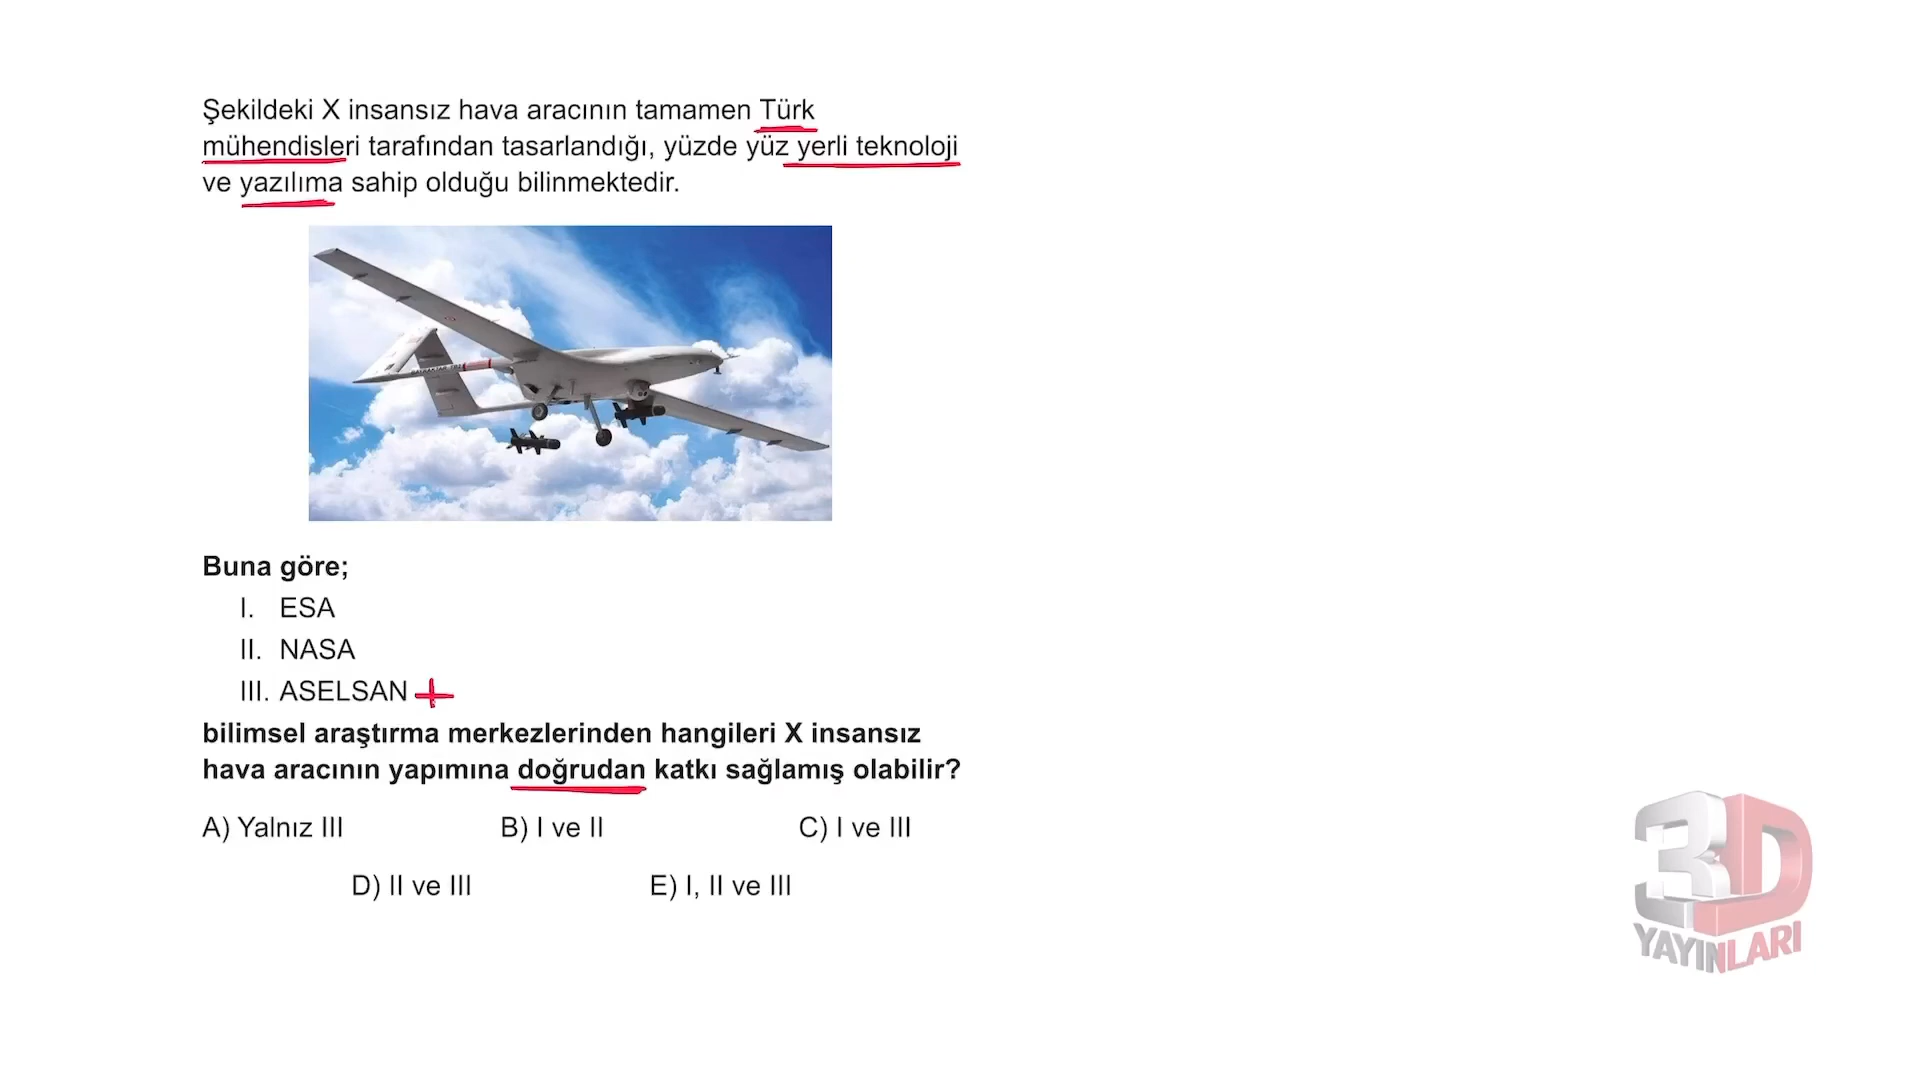 Şekildeki X insansız hava aracının tamamen Türk
mühendisleri tarafından tasarlandığı, yüzde yüz yerli teknoloji
ve yazılıma sahip olduğu bilinmektedir.
BAYRAKTAR TB2
Buna göre;
I. ESA
II. NASA
III. ASELSAN +
bilimsel araştırma merkezlerinden hangileri X insansız
hava aracının yapımına doğrudan katkı sağlamış olabilir?
A) Yalnız III B) I ve II C) I ve III
D) II ve III E) I, II ve III
3D
YAYINLARI